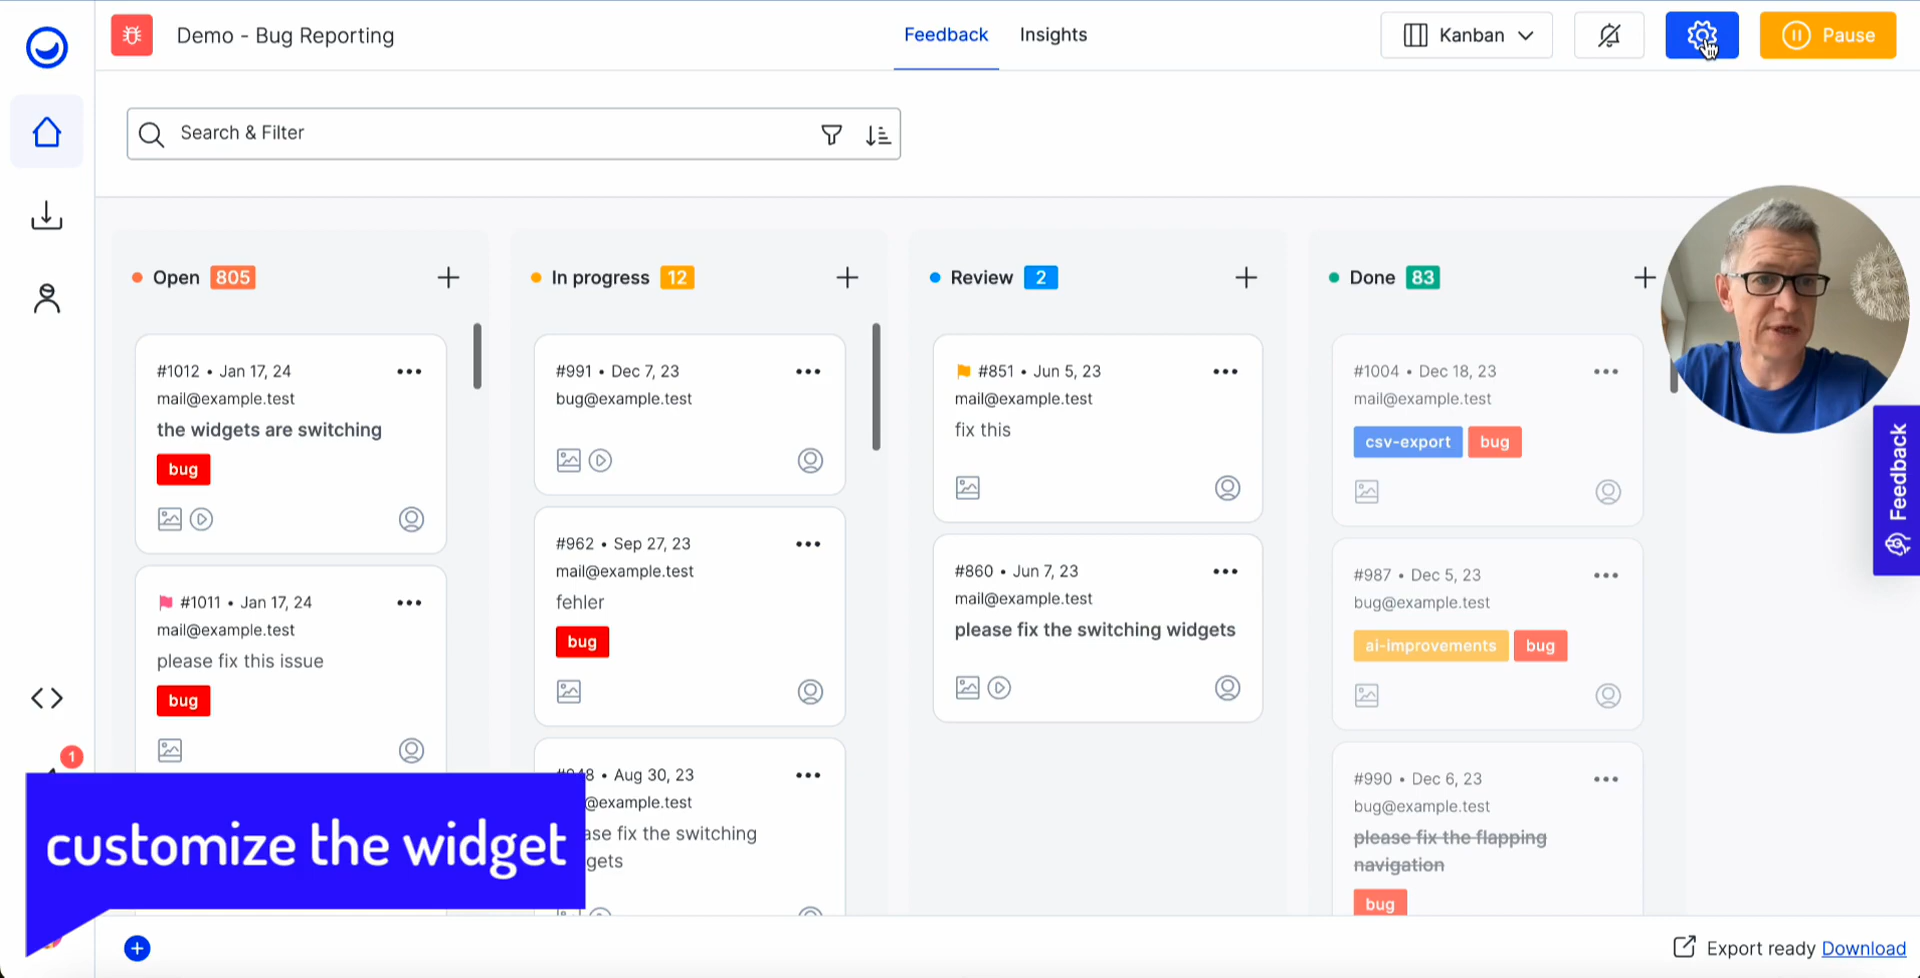 Demo - Bug Reporting
Feedback
Insights
Kanban
Pause
Search & Filter
Open 805
In progress 12
Review 2
Done 83
#1012 • Jan 17, 24
mail@example.test
the widgets are switching
bug
#1011 • Jan 17, 24
mail@example.test
please fix this issue
bug
#991 • Dec 7, 23
bug@example.test
#962 • Sep 27, 23
mail@example.test
fehler
bug
48 • Aug 30, 23
@example.test
ase fix the switching
gets
#851 • Jun 5, 23
mail@example.test
fix this
#860 • Jun 7, 23
mail@example.test
please fix the switching widgets
#1004 • Dec 18, 23
mail@example.test
csv-export bug
#987 • Dec 5, 23
bug@example.test
ai-improvements bug
#990 • Dec 6, 23
bug@example.test
please fix the flapping
navigation
bug
Feedback
1
customize the widget
Export ready Download